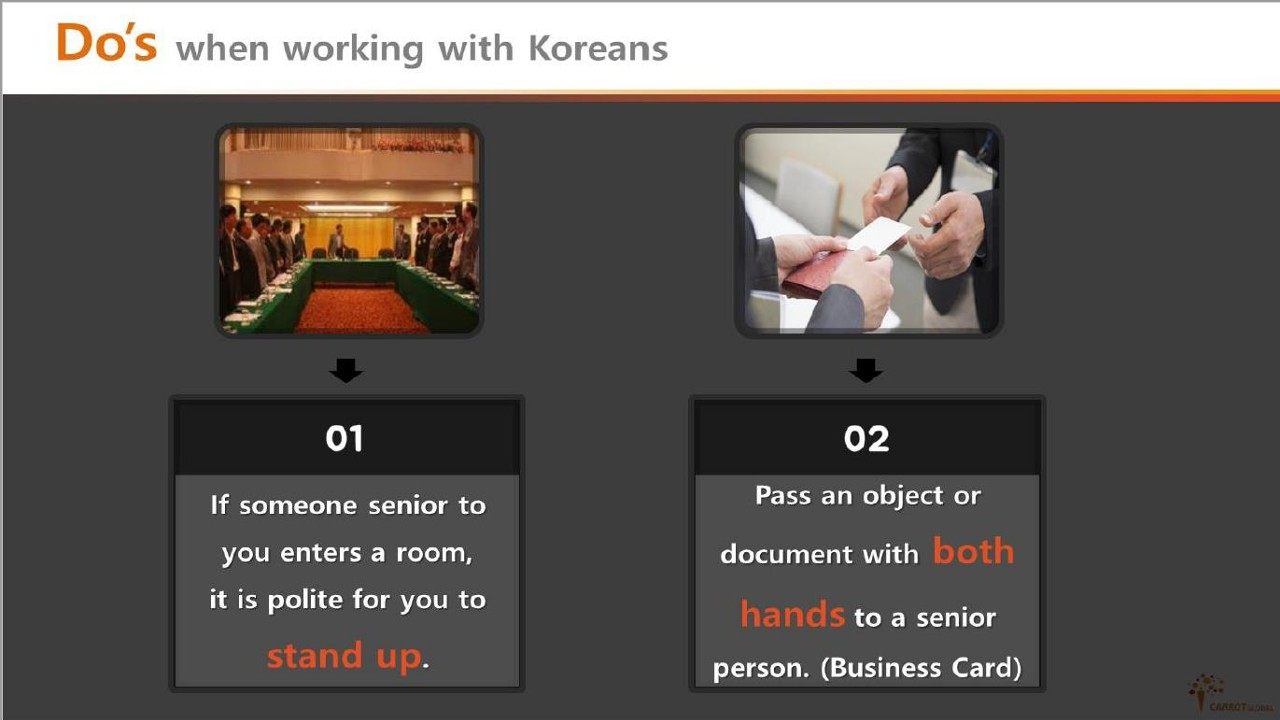 Do's when working with Koreans
01
If someone senior to
you enters a room,
it is polite for you to
stand up.
02
Pass an object or
document with both
hands to a senior
person. (Business Card)
CARROT GLOBAL